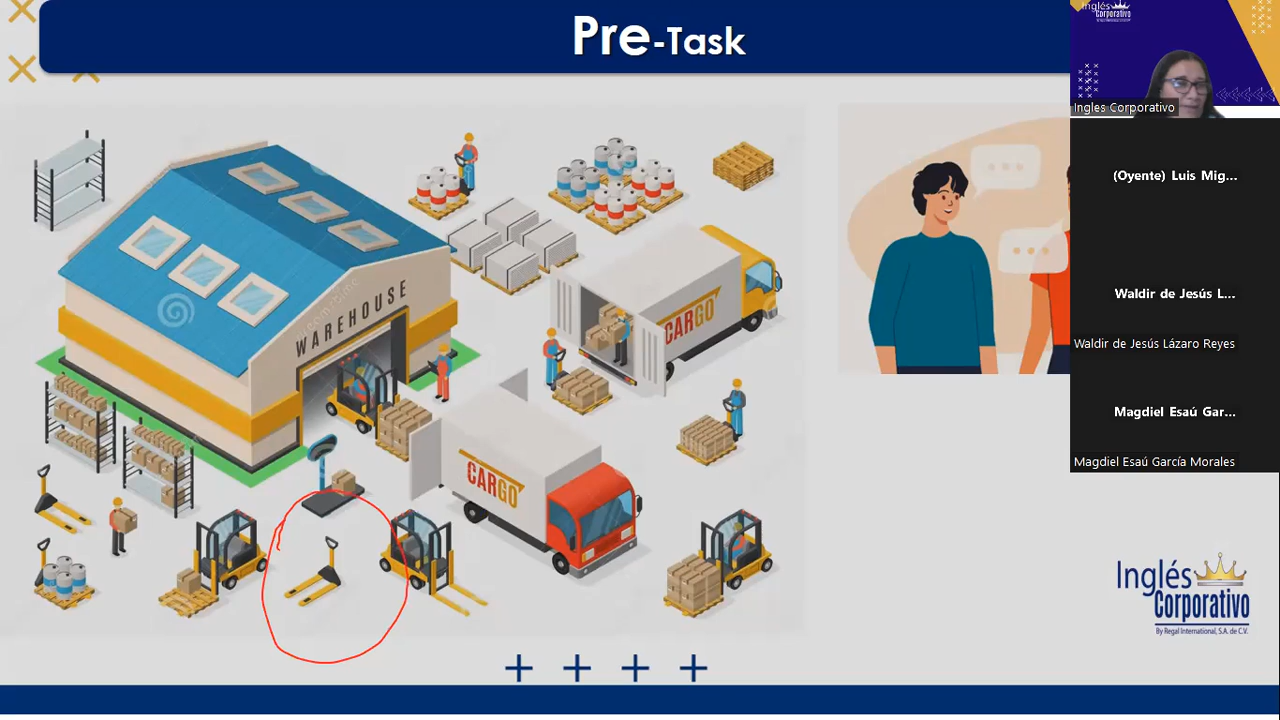 Pre-Task
Inglés
Corporativo
Ingles Corporativo
(Oyente) Luis Mig...
Waldir de Jesús L...
Waldir de Jesús Lázaro Reyes
Magdiel Esaú Gar...
Magdiel Esaú García Morales
WAREHOUSE
CARGO
CARGO
Inglés
Corporativo
By Regal International, S.A. de C.V.